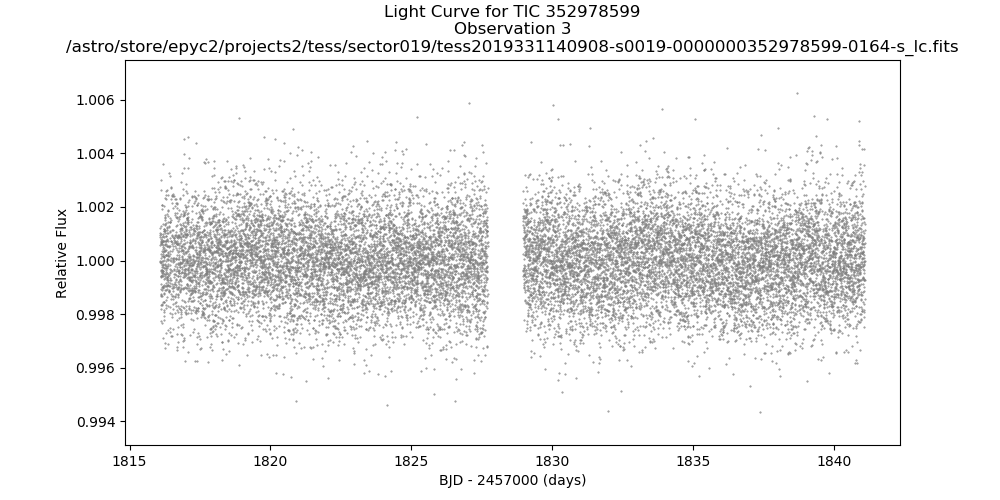 Light Curve for TIC 352978599
Observation 3
/astro/store/epyc2/projects2/tess/sector019/tess2019331140908-s0019-0000000352978599-0164-s_lc.fits
1.006
1.004
1.002
1.000
0.998
0.996
0.994
Relative Flux
1815
1820
1825
1830
1835
1840
BJD - 2457000 (days)